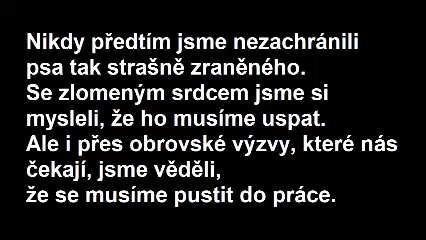 Nikdy předtím jsme nezachránili
psa tak strašně zraněného.
Se zlomeným srdcem jsme si
mysleli, že ho musíme uspat.
Ale i přes obrovské výzvy, které nás
čekají, jsme věděli,
že se musíme pustit do práce.